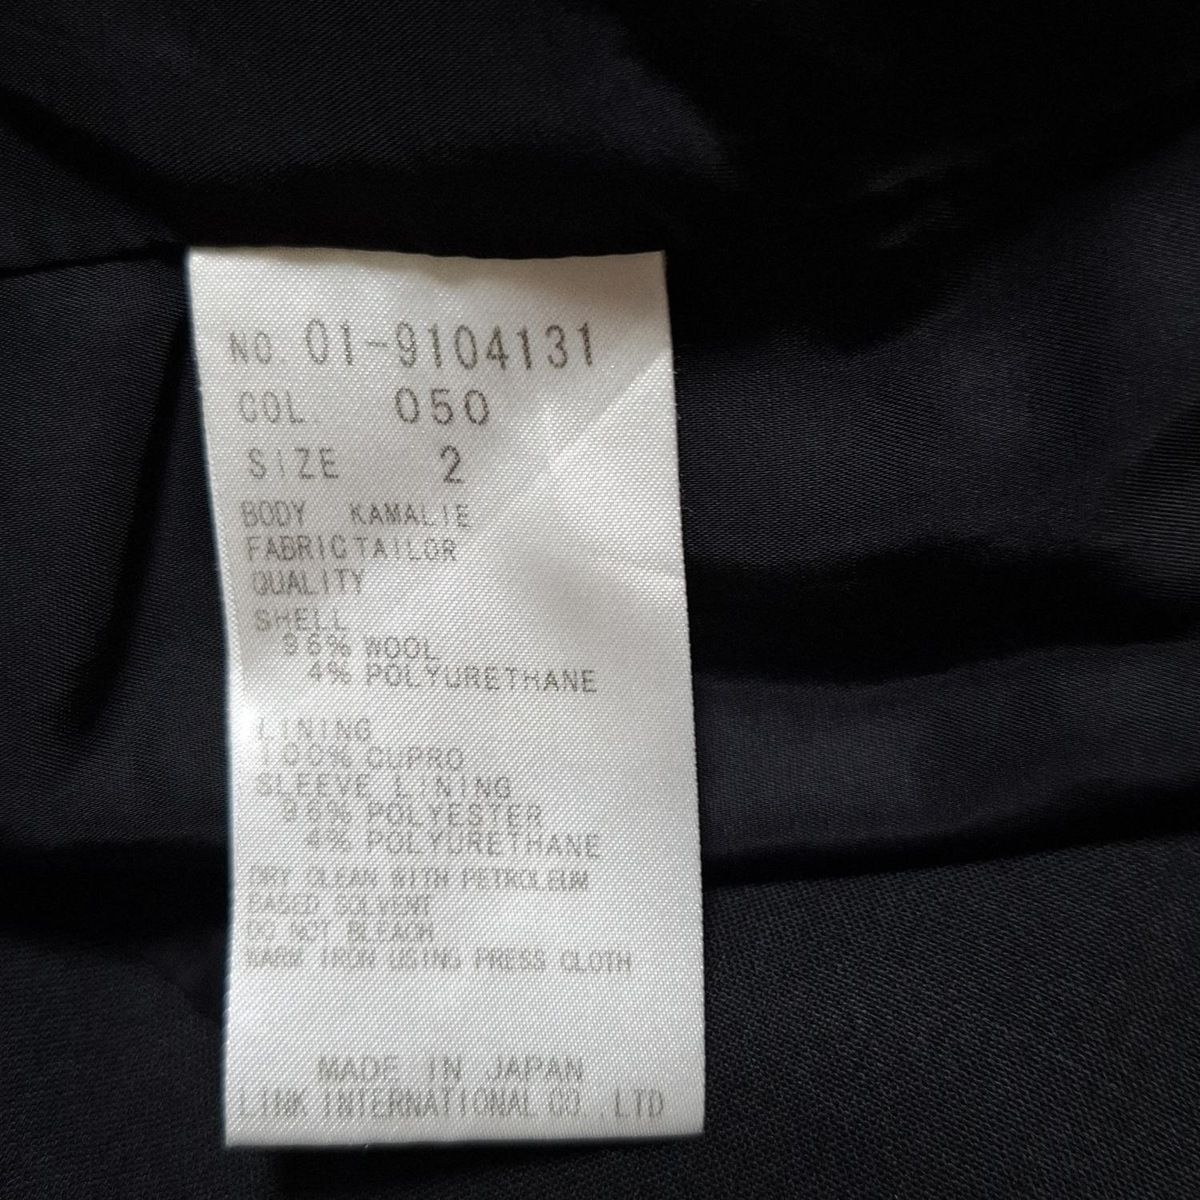 NO. 01-9104131
COL. 050
SIZE 2
BODY KAMALIE
FABRIC TAILOR
QUALITY
SHELL
96% WOOL
4% POLYURETHANE
LINING
100% CUPRO
SLEEVE LINING
96% POLYESTER
4% POLYURETHANE
DRY CLEAN WITH PETROLEUM
BASED SOLVENT
DO NOT BLEACH
WARM IRON USING PRESS CLOTH
MADE IN JAPAN
LINK INTERNATIONAL CO.,LTD